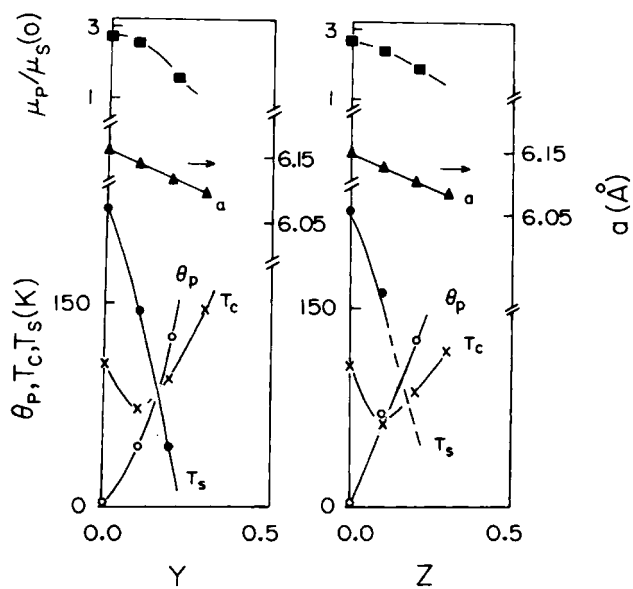 μP/μS(0)
3
1
a
6.15
6.05
θP,TC,TS(K)
150
0
θP
TC
TS
0.0
0.5
Y
3
1
a
6.15
6.05
a(Å)
150
0
θP
TC
TS
0.0
0.5
Z